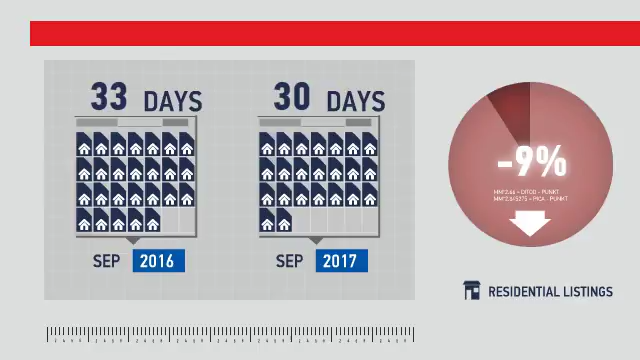 33 DAYS
30 DAYS
SEP 2016
SEP 2017
-9%
RESIDENTIAL LISTINGS